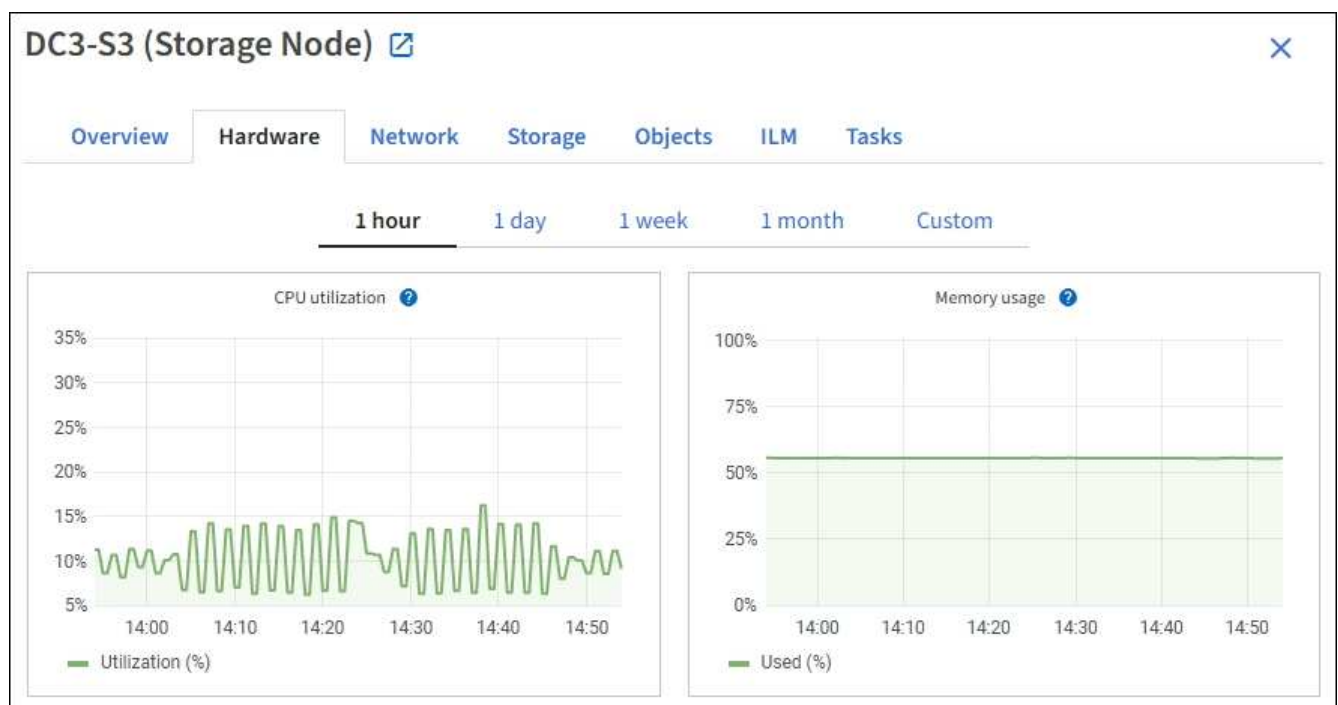 DC3-S3 (Storage Node)
Overview Hardware Network Storage Objects ILM Tasks
1 hour 1 day 1 week 1 month Custom
CPU utilization ?
35%
30%
25%
20%
15%
10%
5%
14:00 14:10 14:20 14:30 14:40 14:50
Utilization (%)
Memory usage ?
100%
75%
50%
25%
0%
14:00 14:10 14:20 14:30 14:40 14:50
Used (%)